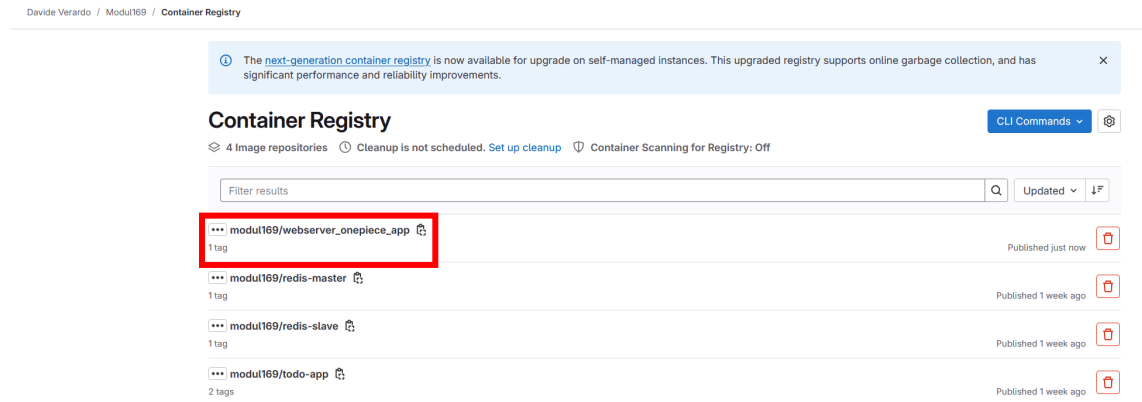 Davide Verardo / Modul169 / Container Registry
The next-generation container registry is now available for upgrade on self-managed instances. This upgraded registry supports online garbage collection, and has
significant performance and reliability improvements.
Container Registry
CLI Commands
4 Image repositories Cleanup is not scheduled. Set up cleanup Container Scanning for Registry: Off
Filter results
Updated
modul169/webserver_onepiece_app
1 tag
Published just now
modul169/redis-master
1 tag
Published 1 week ago
modul169/redis-slave
1 tag
Published 1 week ago
modul169/todo-app
2 tags
Published 1 week ago